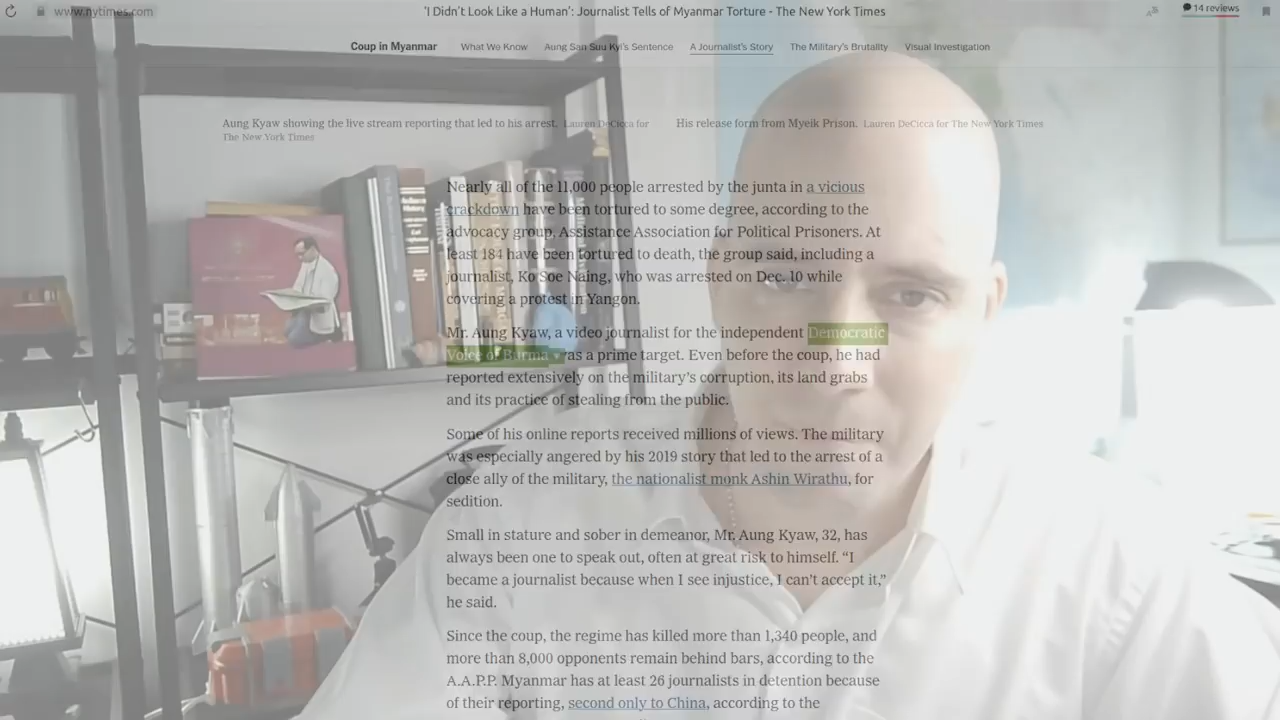 www.nytimes.com
'I Didn't Look Like a Human': Journalist Tells of Myanmar Torture - The New York Times
14 reviews
Coup in Myanmar
What We Know
Aung San Suu Kyi's Sentence
A Journalist's Story
The Military's Brutality
Visual Investigation
Aung Kyaw showing the live stream reporting that led to his arrest. Lauren DeCicca for
The New York Times
His release form from Myeik Prison. Lauren DeCicca for The New York Times
Nearly all of the 11,000 people arrested by the junta in a vicious
crackdown have been tortured to some degree, according to the
advocacy group, Assistance Association for Political Prisoners. At
least 184 have been tortured to death, the group said, including a
journalist, Ko Soe Naing, who was arrested on Dec. 10 while
covering a protest in Yangon.
Mr. Aung Kyaw, a video journalist for the independent Democratic
Voice of Burma as a prime target. Even before the coup, he had
reported extensively on the military's corruption, its land grabs
and its practice of stealing from the public.
Some of his online reports received millions of views. The military
was especially angered by his 2019 story that led to the arrest of a
close ally of the military, the nationalist monk Ashin Wirathu, for
sedition.
Small in stature and sober in demeanor, Mr. Aung Kyaw, 32, has
always been one to speak out, often at great risk to himself. “I
became a journalist because when I see injustice, I can't accept it,”
he said.
Since the coup, the regime has killed more than 1,340 people, and
more than 8,000 opponents remain behind bars, according to the
A.A.P.P. Myanmar has at least 26 journalists in detention because
of their reporting, second only to China, according to the